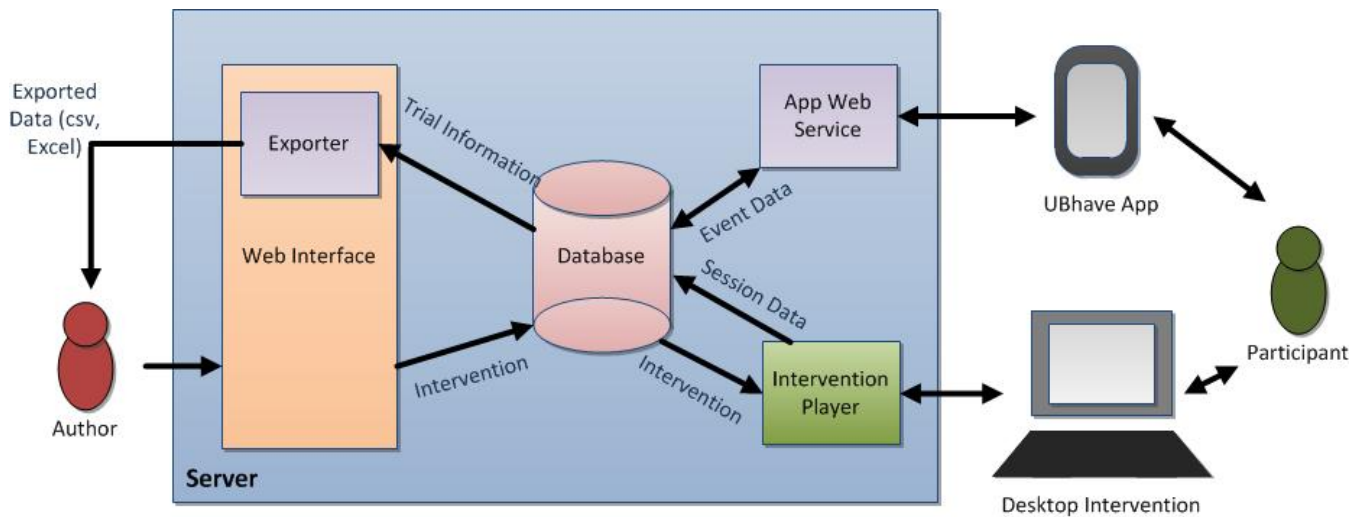 Exported
Data (csv,
Excel)
Exporter
Web Interface
Trial Information
Database
App Web
Service
Event Data
Session Data
Intervention
Intervention
Intervention
Player
UBhave App
Participant
Author
Server
Desktop Intervention